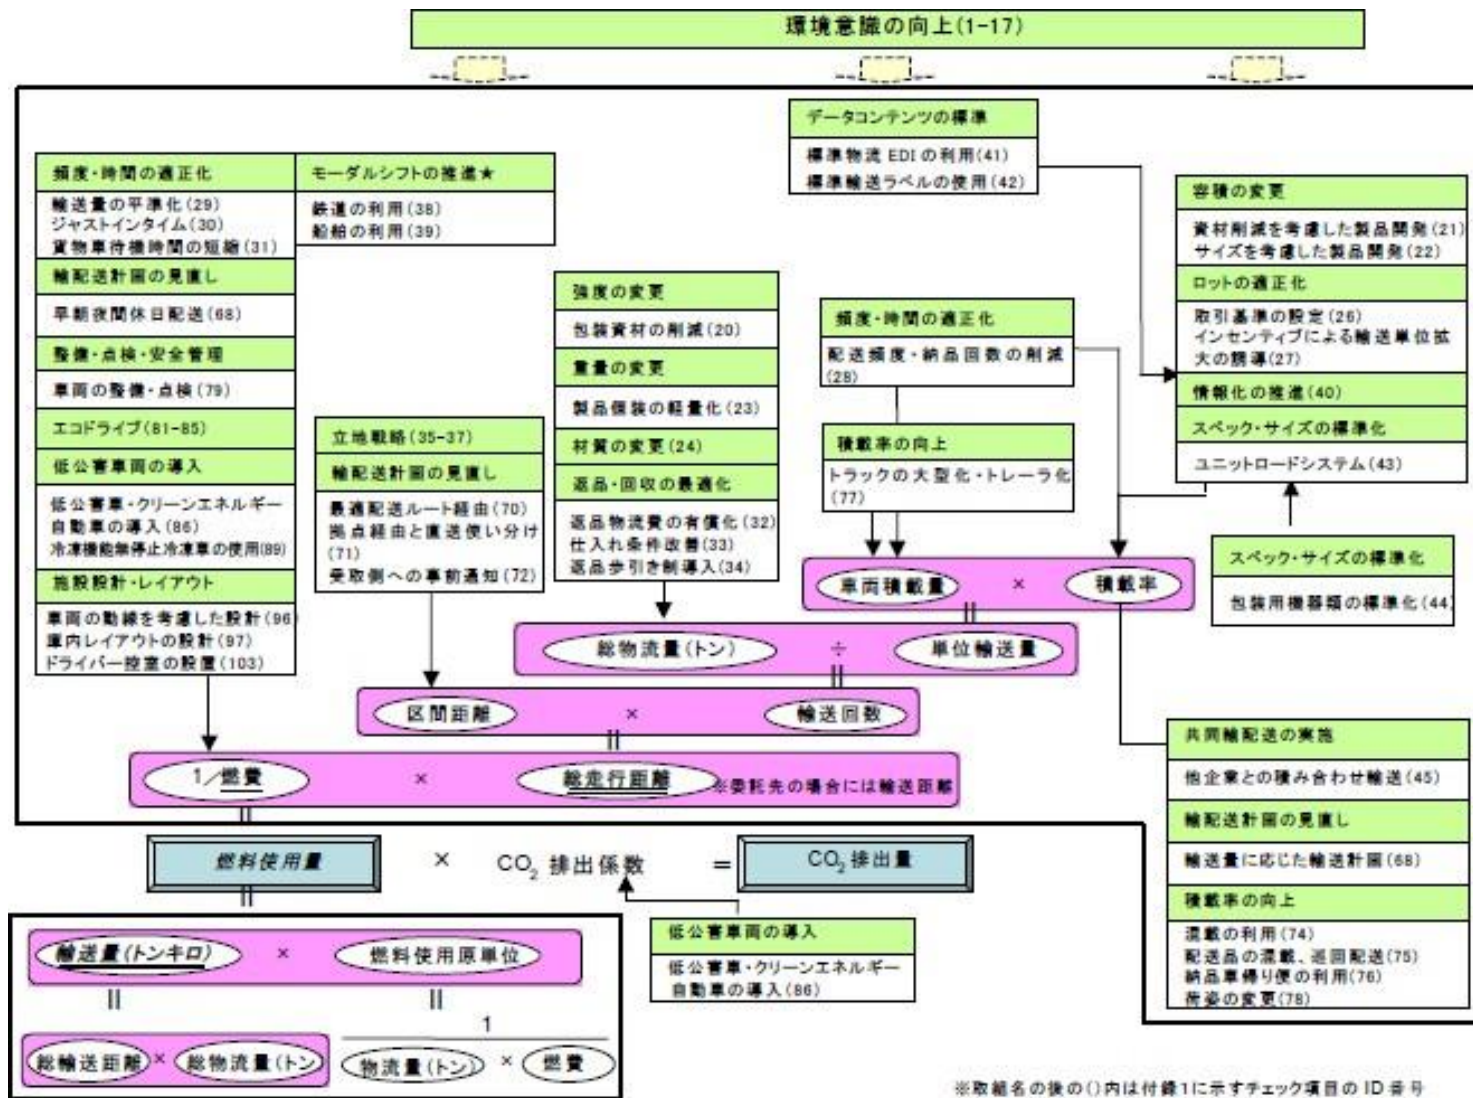 環境意識の向上(1-17)
データコンテンツの標準
標準物流 EDIの利用(41)
標準輸送ラベルの使用(42)
頻度・時間の適正化
輸送量の平準化(29)
ジャストインタイム(30)
貨物車待機時間の短縮(31)
輸配送計画の見直し
早朝夜間休日配送(68)
整備・点検・安全管理
車両の整備・点検(79)
エコドライブ(81-85)
低公害車両の導入
低公害車・クリーンエネルギー
自動車の導入(86)
冷凍機能無停止冷凍車の使用(89)
施設設計・レイアウト
車両の動線を考慮した設計(96)
庫内レイアウトの設計(97)
ドライバー控室の設置(103)
モーダルシフトの推進★
鉄道の利用(38)
船舶の利用(39)
立地戦略(35-37)
輸配送計画の見直し
最適配送ルート経由(70)
拠点経由と直送使い分け
(71)
受取側への事前通知(72)
強度の変更
包装資材の削減(20)
重量の変更
製品個装の軽量化(23)
材質の変更(24)
返品・回収の最適化
返品物流費の有償化(32)
仕入れ条件改善(33)
返品歩引き制導入(34)
頻度・時間の適正化
配送頻度・納品回数の削減
(28)
積載率の向上
トラックの大型化・トレーラ化
(77)
容積の変更
資材削減を考慮した製品開発(21)
サイズを考慮した製品開発(22)
ロットの適正化
取引基準の設定(26)
インセンティブによる輸送単位拡
大の誘導(27)
情報化の推進(40)
スペック・サイズの標準化
ユニットロードシステム(43)
スペック・サイズの標準化
包装用機器類の標準化(44)
車両積載量 × 積載率
総物流量(トン) ÷ 単位輸送量
区間距離 × 輸送回数
1/燃費 × 総走行距離 ※委託先の場合には輸送距離
燃料使用量 × CO2 排出係数 = CO2 排出量
低公害車両の導入
低公害車・クリーンエネルギー
自動車の導入(86)
共同輸配送の実施
他企業との積み合わせ輸送(45)
輸配送計画の見直し
輸送量に応じた輸送計画(68)
積載率の向上
混載の利用(74)
配送品の混載、巡回配送(75)
納品車帰り便の利用(76)
荷姿の変更(78)
輸送量(トンキロ) × 燃料使用原単位
1
総輸送距離 × 総物流量(トン) 物流量(トン) × 燃費
※取組名の後の()内は付録1に示すチェック項目の ID 番号